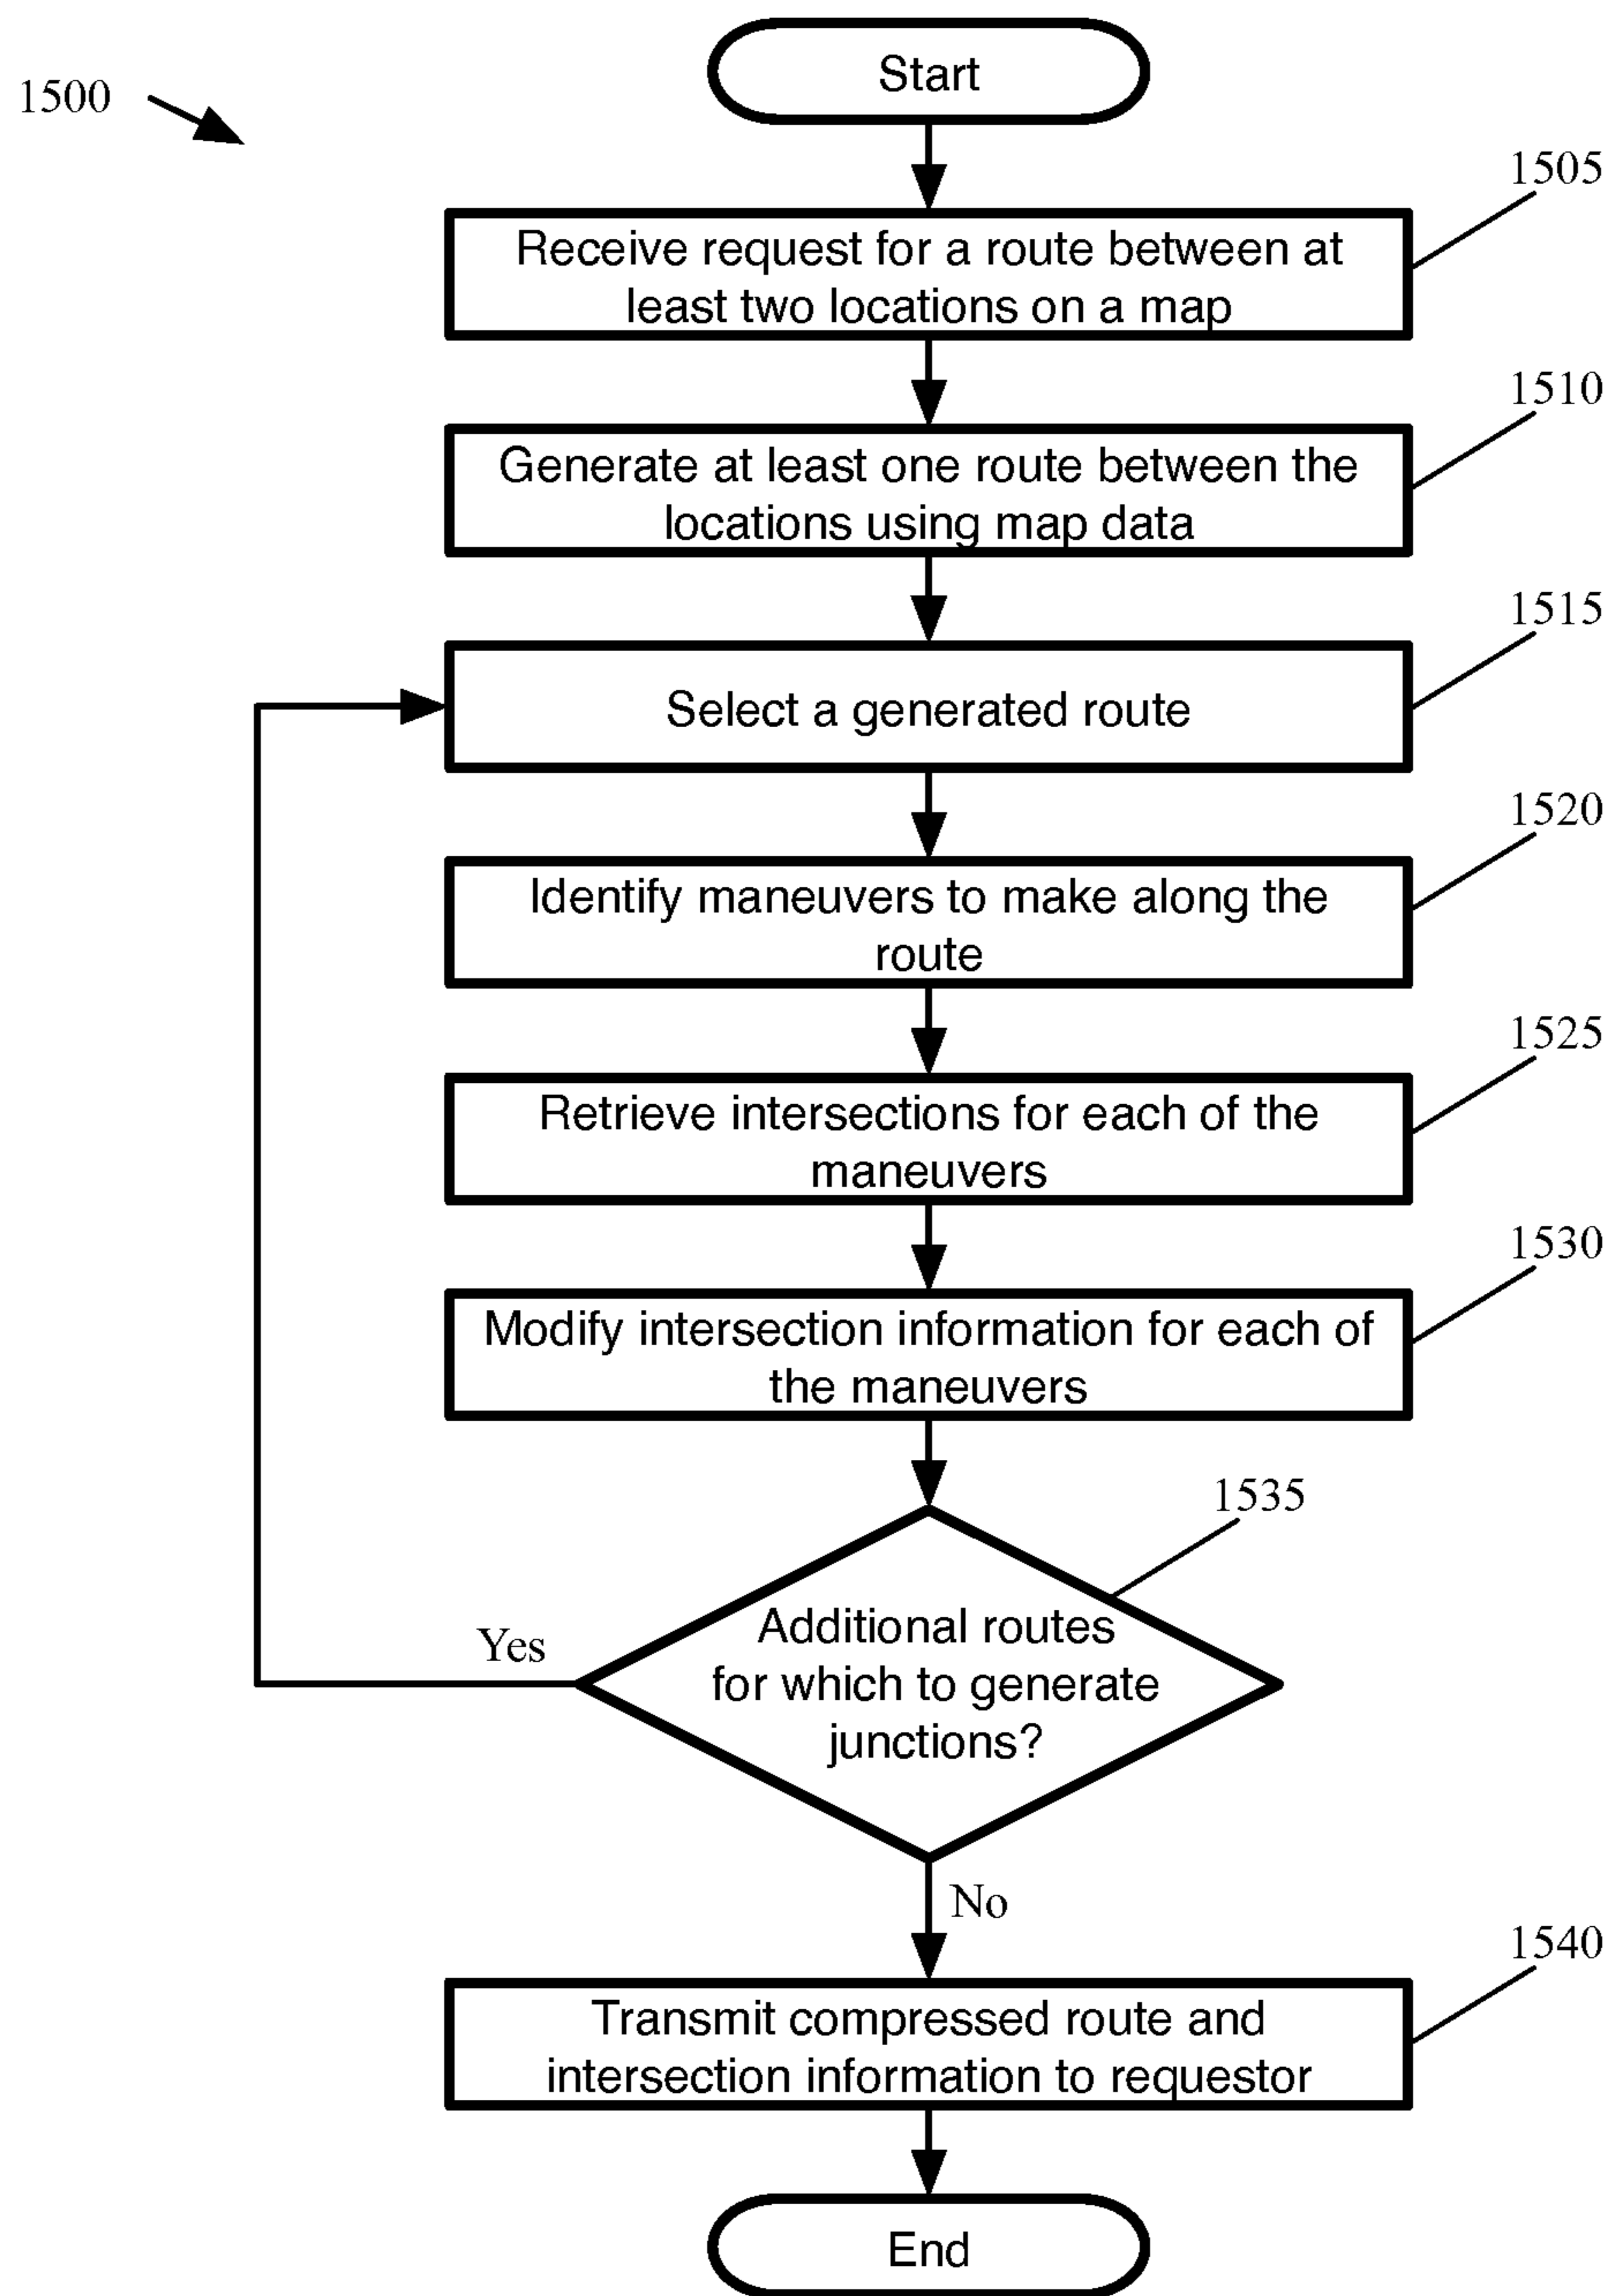 Start
1500
1505
Receive request for a route between at
least two locations on a map
1510
Generate at least one route between the
locations using map data
1515
Select a generated route
1520
Identify maneuvers to make along the
route
1525
Retrieve intersections for each of the
maneuvers
1530
Modify intersection information for each of
the maneuvers
1535
Additional routes
for which to generate
junctions?
Yes
No
1540
Transmit compressed route and
intersection information to requestor
End